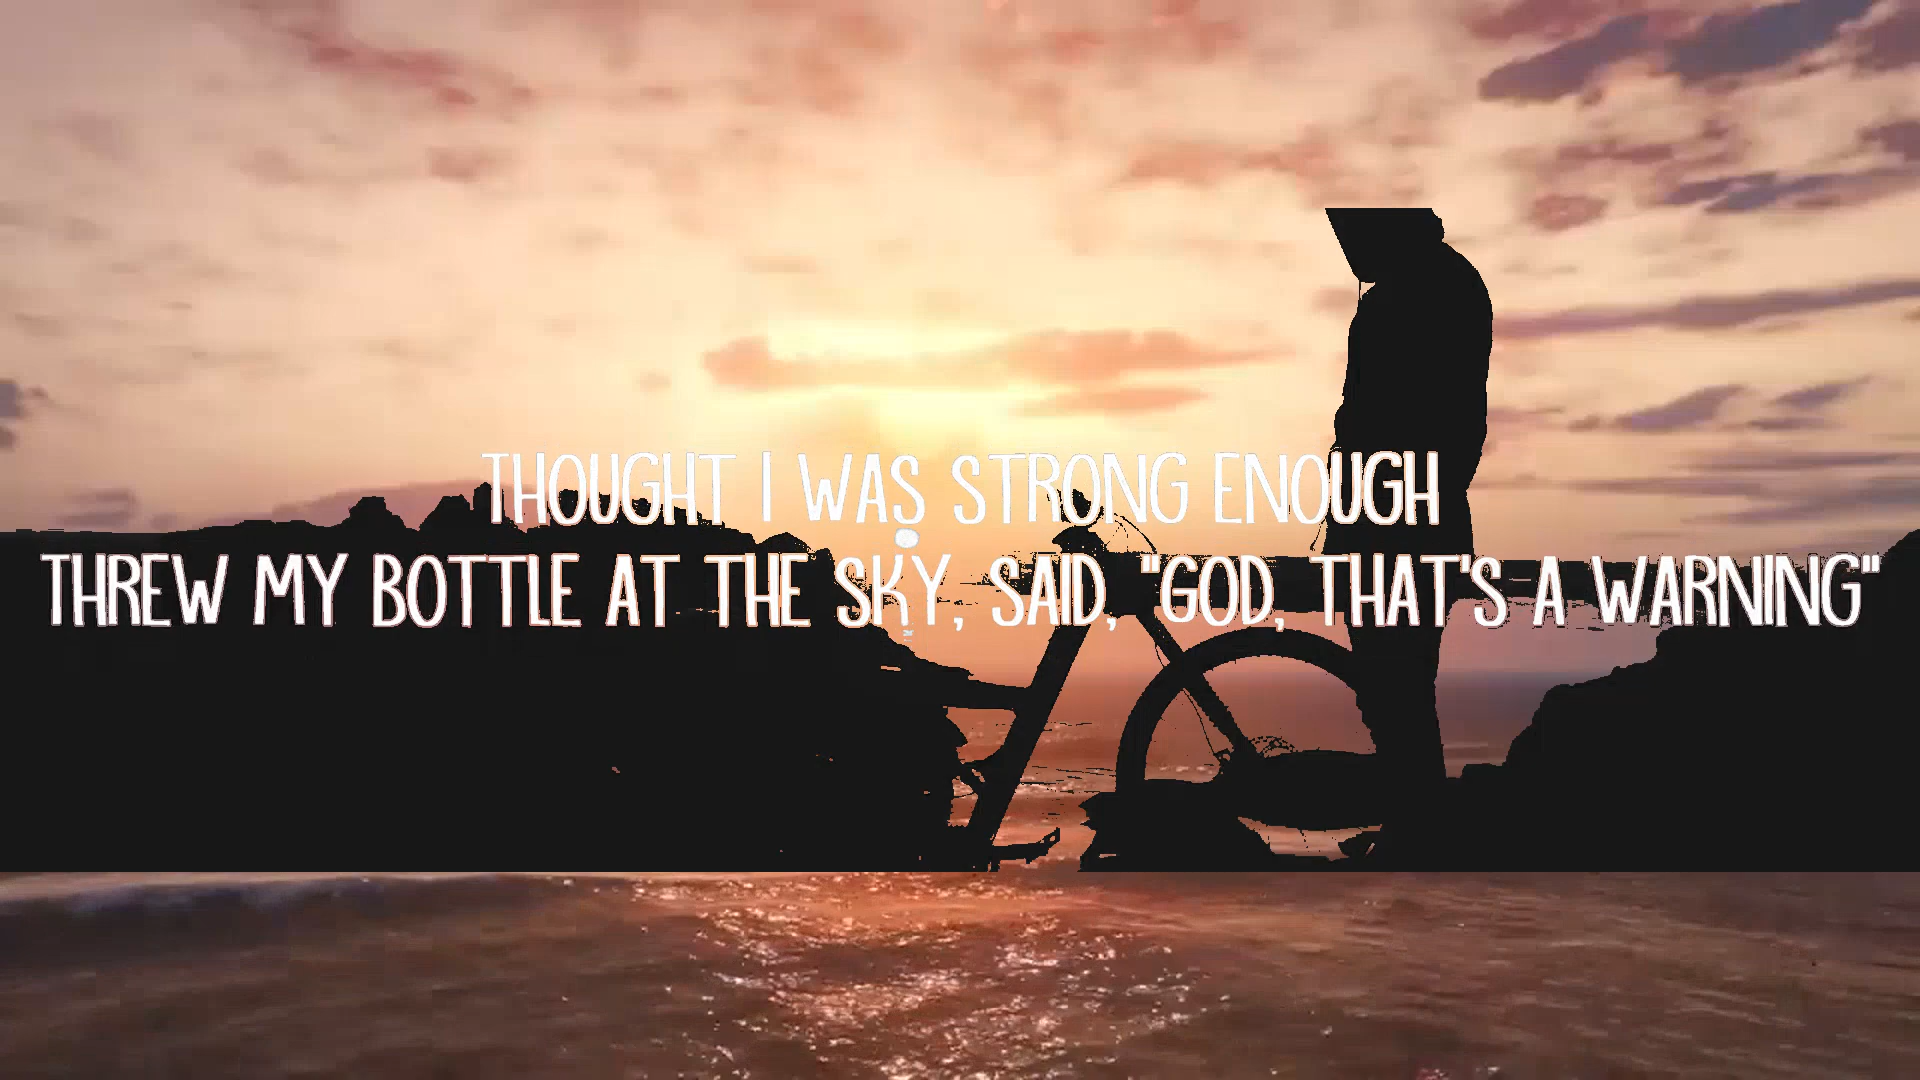 THOUGHT I WAS STRONG ENOUGH
THREW MY BOTTLE AT THE SKY, SAID, "GOD, THAT'S A WARNING"